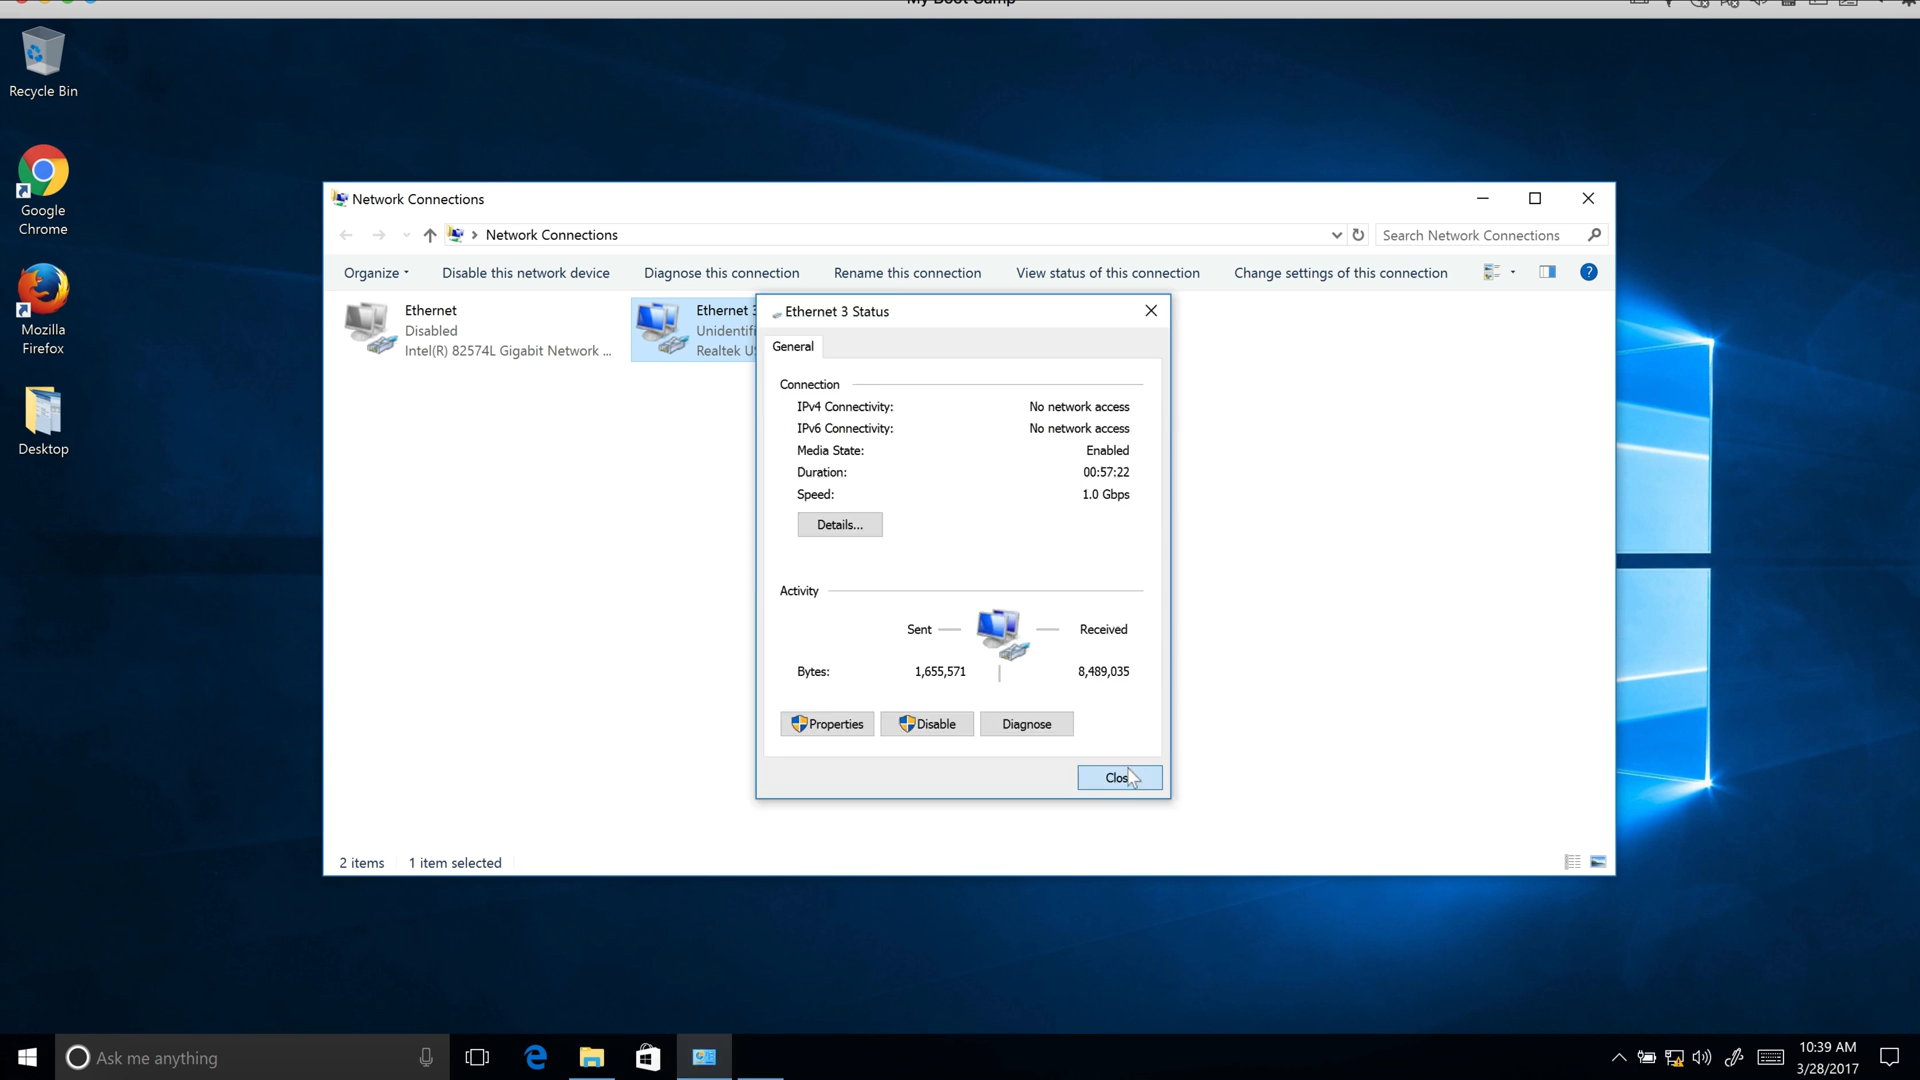 My Boot Camp
Recycle Bin
Google
Chrome
Mozilla
Firefox
Desktop
Network Connections
Network Connections
Search Network Connections
Organize
Disable this network device
Diagnose this connection
Rename this connection
View status of this connection
Change settings of this connection
Ethernet
Disabled
Intel(R) 82574L Gigabit Network ...
Ethernet 3
Unidentifi
Realtek US
Ethernet 3 Status
General
Connection
IPv4 Connectivity: No network access
IPv6 Connectivity: No network access
Media State: Enabled
Duration: 00:57:22
Speed: 1.0 Gbps
Details...
Activity
Sent Received
Bytes: 1,655,571 8,489,035
Properties Disable Diagnose
Clos
2 items 1 item selected
Ask me anything
10:39 AM
3/28/2017